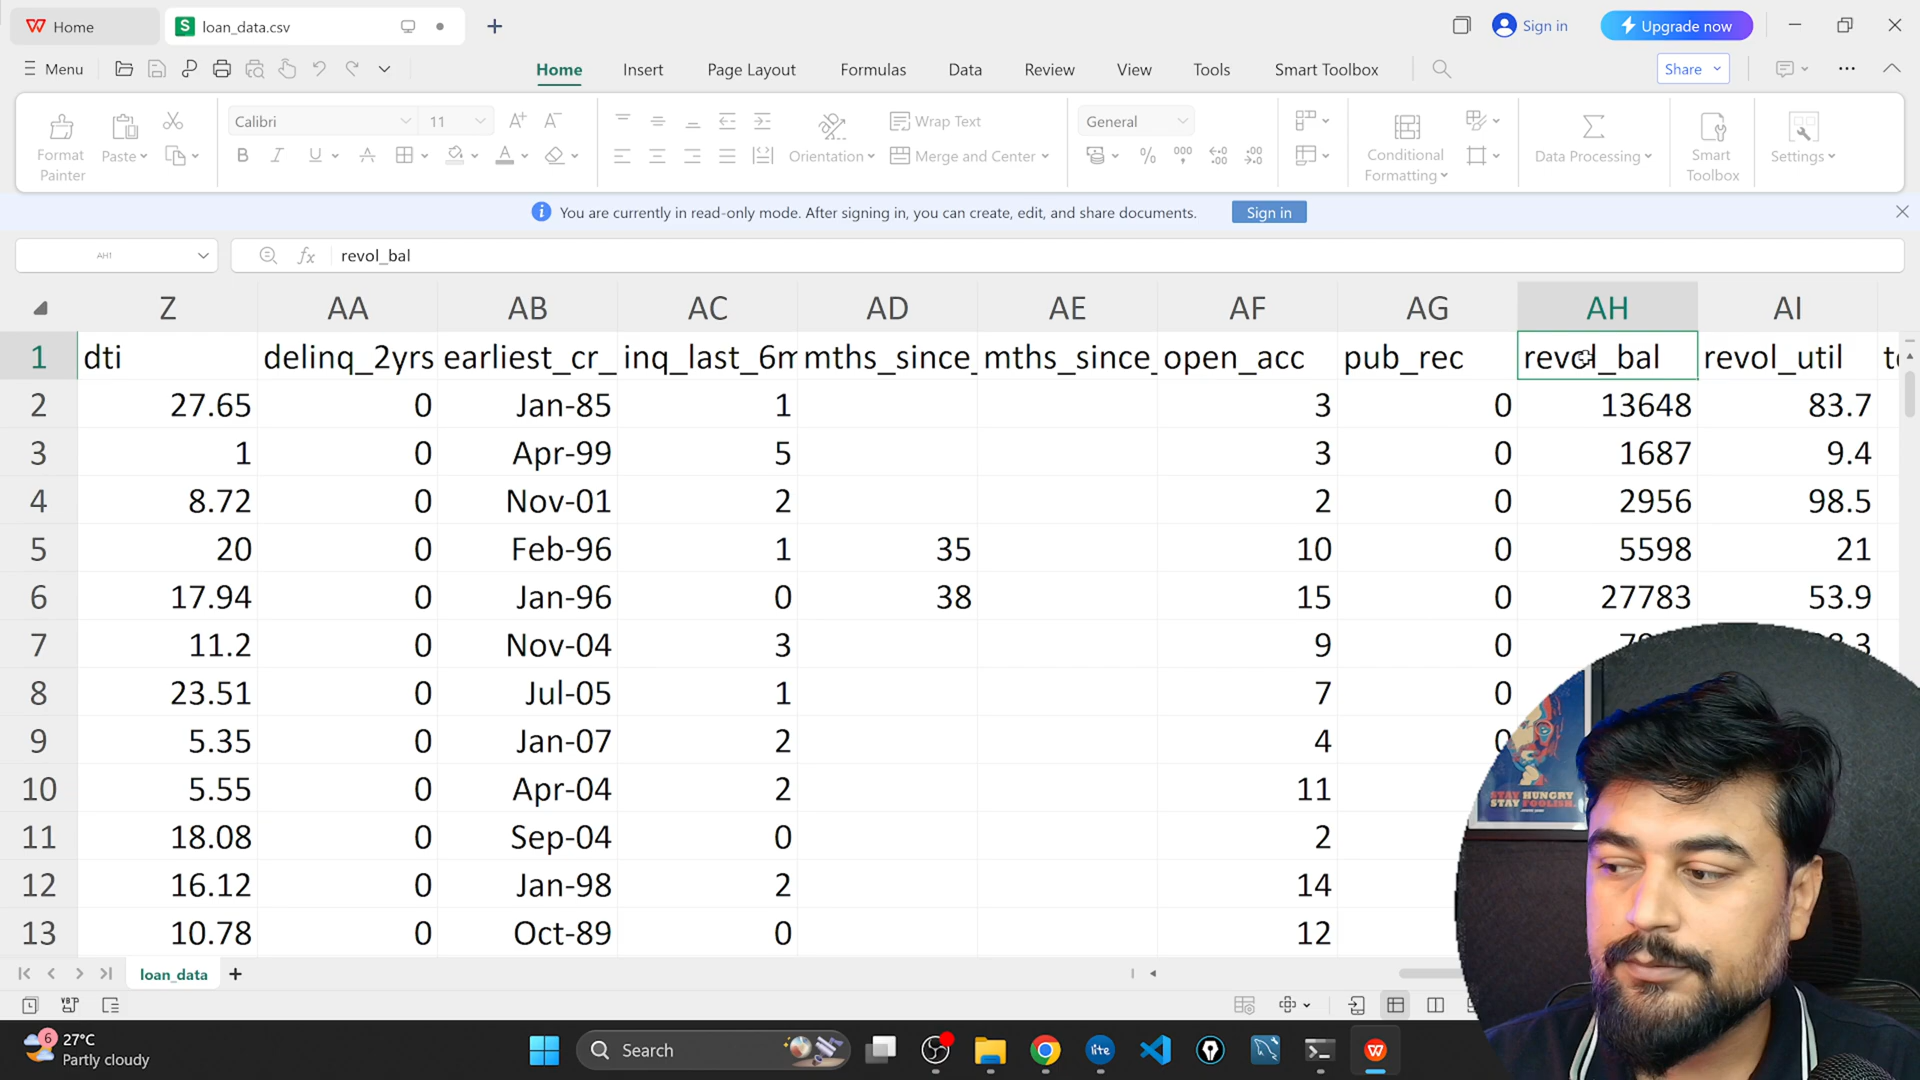 Home
loan_data.csv
Sign in
Upgrade now
Menu
Home Insert Page Layout Formulas Data Review View Tools Smart Toolbox
Share
Format Painter
Paste
Calibri 11
Orientation
Wrap Text
Merge and Center
General
Conditional Formatting
Data Processing
Smart Toolbox
Settings
You are currently in read-only mode. After signing in, you can create, edit, and share documents. Sign in
AH1 fx revol_bal
Z AA AB AC AD AE AF AG AH AI
1 dti delinq_2yrs earliest_cr_ inq_last_6m mths_since_ mths_since_ open_acc pub_rec revol_bal revol_util
2 27.65 0 Jan-85 1 3 0 13648 83.7
3 1 0 Apr-99 5 3 0 1687 9.4
4 8.72 0 Nov-01 2 2 0 2956 98.5
5 20 0 Feb-96 1 35 10 0 5598 21
6 17.94 0 Jan-96 0 38 15 0 27783 53.9
7 11.2 0 Nov-04 3 9 0
8 23.51 0 Jul-05 1 7 0
9 5.35 0 Jan-07 2 4 0
10 5.55 0 Apr-04 2 11
11 18.08 0 Sep-04 0 2
12 16.12 0 Jan-98 2 14
13 10.78 0 Oct-89 0 12
STAY HUNGRY
STAY FOOLISH.
loan_data
6 27°C
Partly cloudy
Search
lite